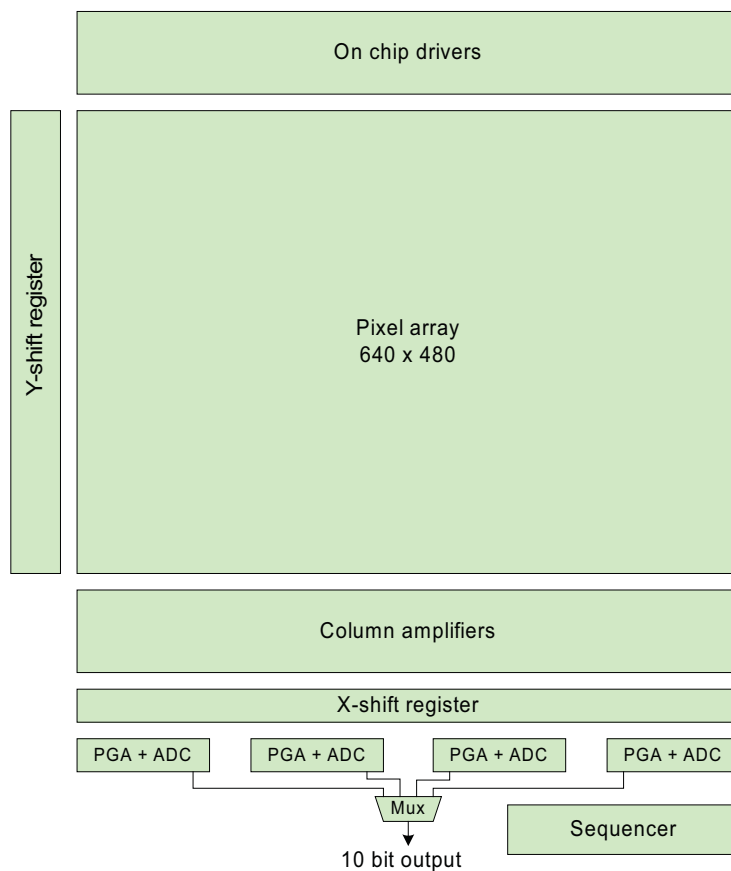 On chip drivers
Y-shift register
Pixel array
640 x 480
Column amplifiers
X-shift register
PGA + ADC
PGA + ADC
PGA + ADC
PGA + ADC
Mux
Sequencer
10 bit output